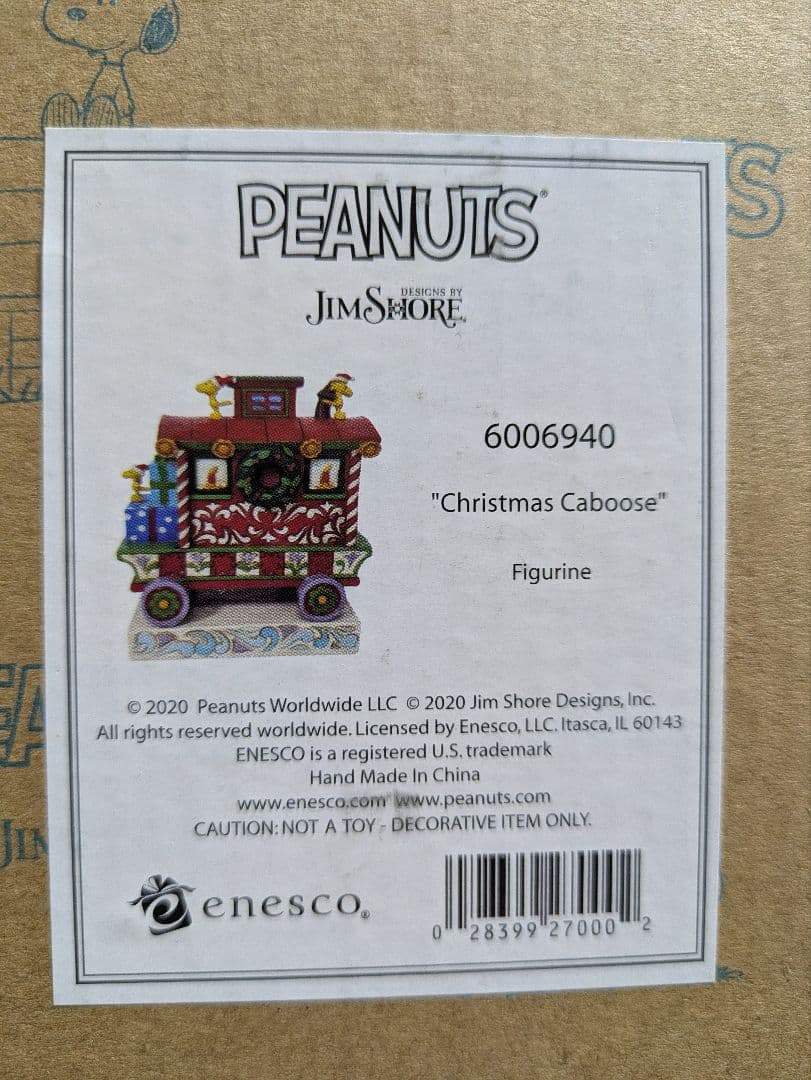 PEANUTS®
DESIGNS BY
JIM SHORE®
6006940
"Christmas Caboose"
Figurine
© 2020 Peanuts Worldwide LLC © 2020 Jim Shore Designs, Inc.
All rights reserved worldwide. Licensed by Enesco, LLC. Itasca, IL 60143
ENESCO is a registered U.S. trademark
Hand Made In China
www.enesco.com www.peanuts.com
CAUTION: NOT A TOY - DECORATIVE ITEM ONLY.
enesco®
0 28399 27000 2